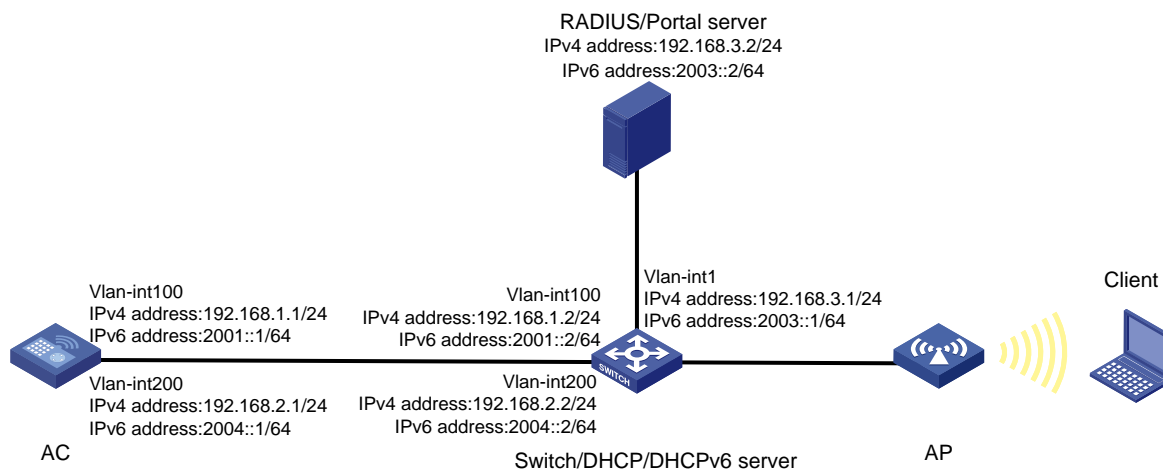 RADIUS/Portal server
IPv4 address:192.168.3.2/24
IPv6 address:2003::2/64
Vlan-int100
IPv4 address:192.168.1.1/24
IPv6 address:2001::1/64
Vlan-int100
IPv4 address:192.168.1.2/24
IPv6 address:2001::2/64
Vlan-int1
IPv4 address:192.168.3.1/24
IPv6 address:2003::1/64
Client
SWITCH
Vlan-int200
IPv4 address:192.168.2.1/24
IPv6 address:2004::1/64
Vlan-int200
IPv4 address:192.168.2.2/24
IPv6 address:2004::2/64
AC
Switch/DHCP/DHCPv6 server
AP